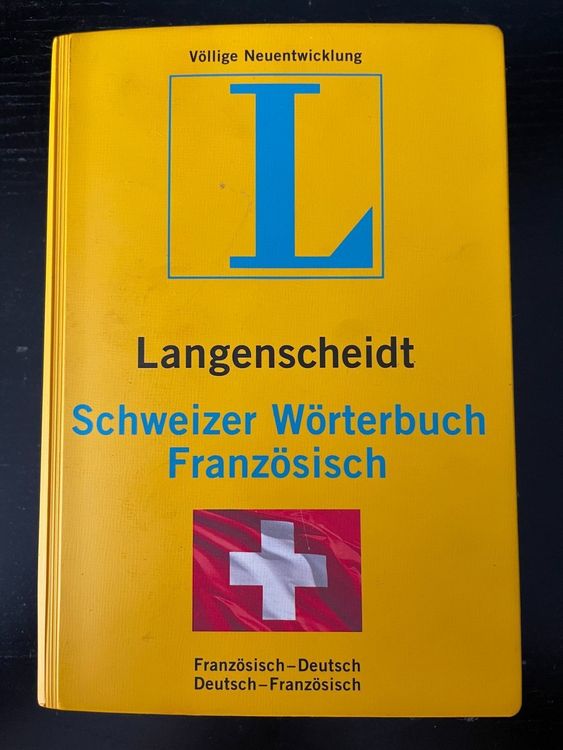 Völlige Neuentwicklung
L
Langenscheidt
Schweizer Wörterbuch
Französisch
Französisch–Deutsch
Deutsch–Französisch